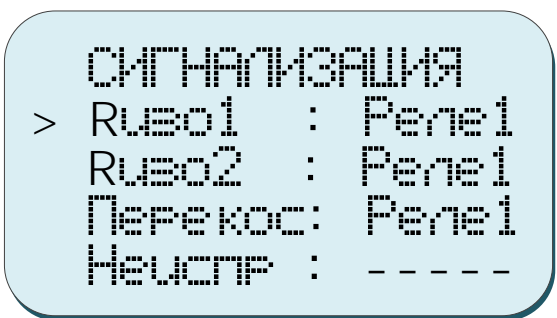 СИГНАЛИЗАЦИЯ
> Rизо1 : Реле1
Rизо2 : Реле1
Перекос: Реле1
Неиспр : -----